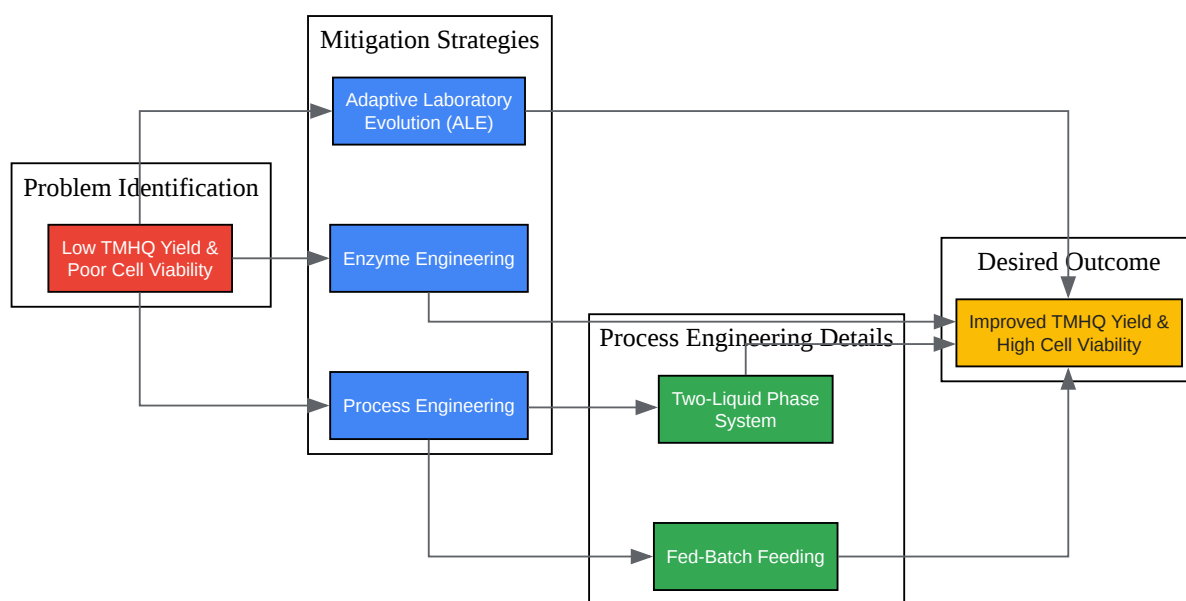 Mitigation Strategies
Adaptive Laboratory
Evolution (ALE)
Problem Identification
Low TMHQ Yield &
Poor Cell Viability
Enzyme Engineering
Process Engineering
Process Engineering Details
Two-Liquid Phase
System
Fed-Batch Feeding
Desired Outcome
Improved TMHQ Yield &
High Cell Viability